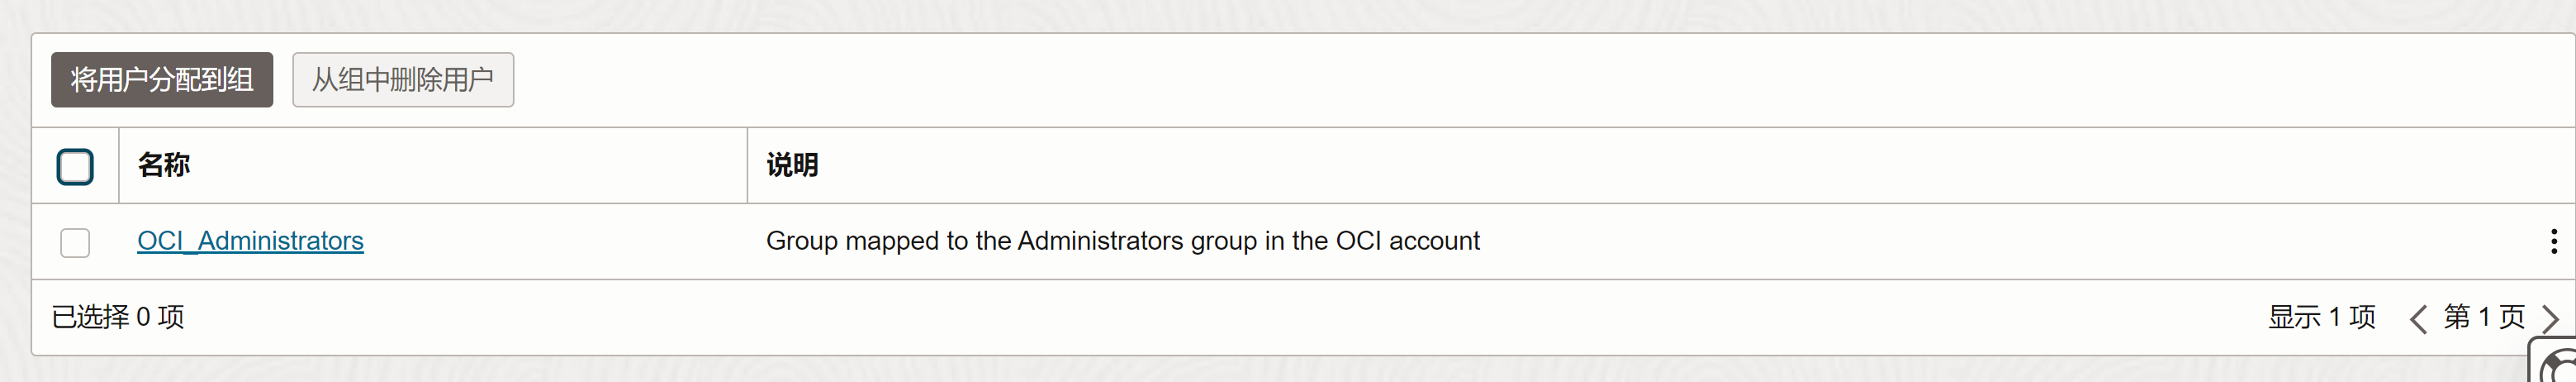 将用户分配到组 从组中删除用户
名称 说明
OCI_Administrators Group mapped to the Administrators group in the OCI account
已选择 0 项 显示 1 项 第 1 页